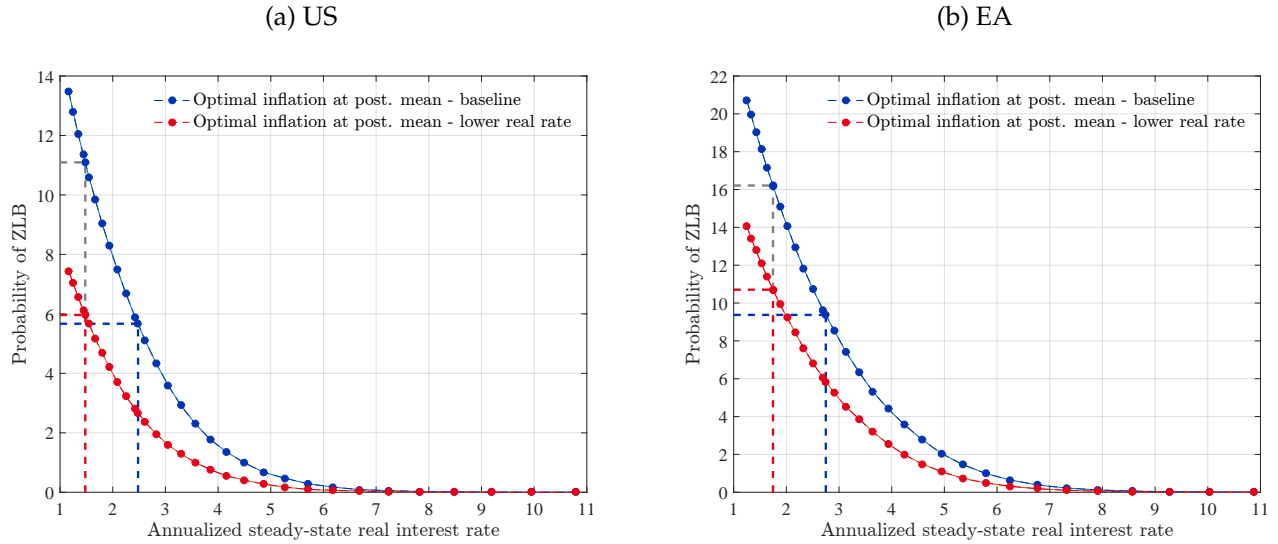 (a) US
14
12
10
8
6
4
2
0
Probability of ZLB
Optimal inflation at post. mean - baseline
Optimal inflation at post. mean - lower real rate
1 2 3 4 5 6 7 8 9 10 11
Annualized steady-state real interest rate
(b) EA
22
20
18
16
14
12
10
8
6
4
2
0
Probability of ZLB
Optimal inflation at post. mean - baseline
Optimal inflation at post. mean - lower real rate
1 2 3 4 5 6 7 8 9 10 11
Annualized steady-state real interest rate